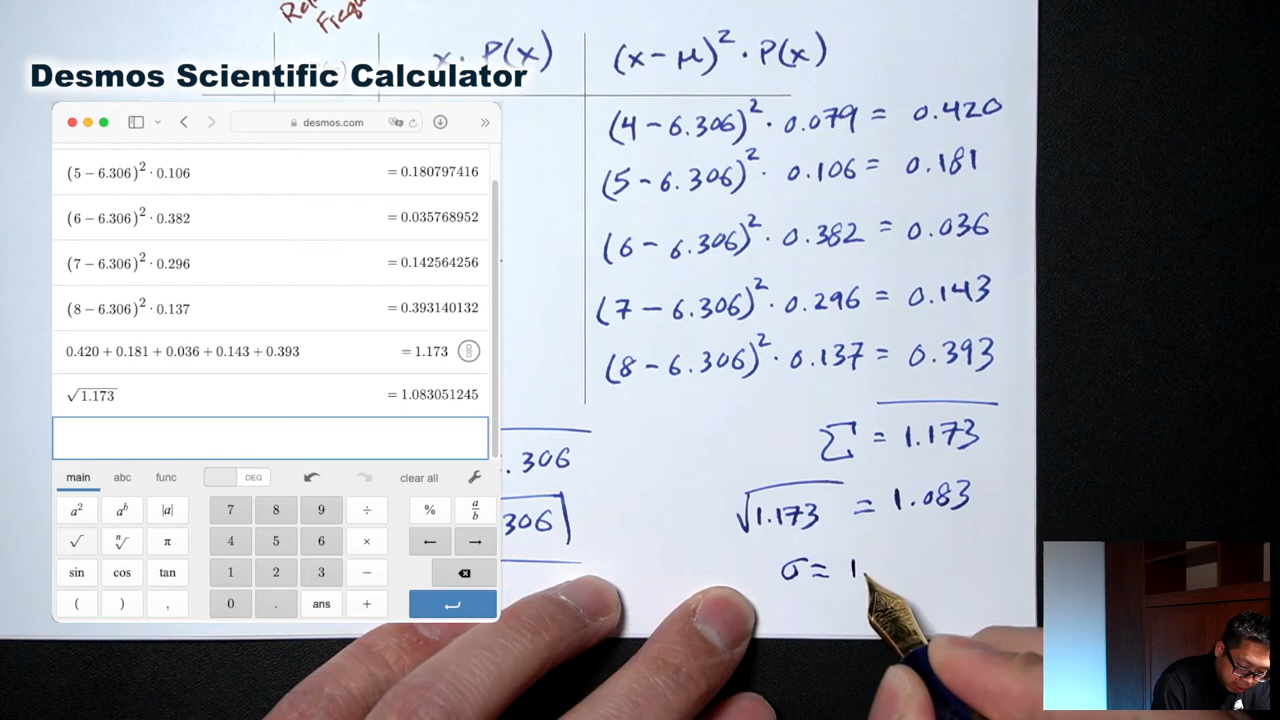 Desmos Scientific Calculator
x · P(x)
(x − μ)² · P(x)
desmos.com
(5 − 6.306)² · 0.106 = 0.180797416
(6 − 6.306)² · 0.382 = 0.035768952
(7 − 6.306)² · 0.296 = 0.142564256
(8 − 6.306)² · 0.137 = 0.393140132
0.420 + 0.181 + 0.036 + 0.143 + 0.393 = 1.173
√1.173 = 1.083051245
main abc func DEG clear all
a² aᵇ |a| 7 8 9 ÷ % a/b
√ ⁿ√ π 4 5 6 × ← →
sin cos tan 1 2 3 −
( ) , 0 . ans +
(4 − 6.306)² · 0.079 = 0.420
(5 − 6.306)² · 0.106 = 0.181
(6 − 6.306)² · 0.382 = 0.036
(7 − 6.306)² · 0.296 = 0.143
(8 − 6.306)² · 0.137 = 0.393
Σ = 1.173
√1.173 = 1.083
σ = 1
.306
306